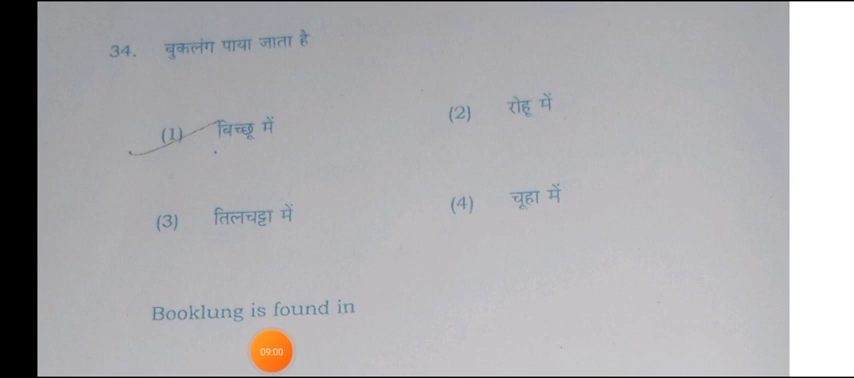 34. बुकलंग पाया जाता है
(1) बिच्छू में
(2) रोहू में
(3) तिलचट्टा में
(4) चूहा में
Booklung is found in
09:00